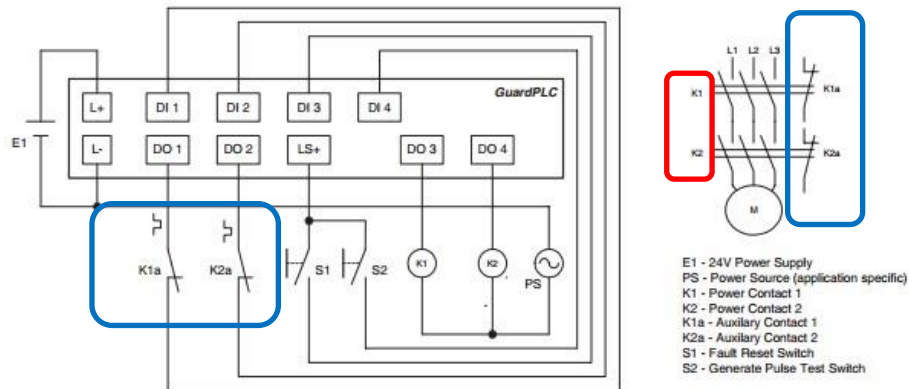 GuardPLC
L+ DI 1 DI 2 DI 3 DI 4
L- DO 1 DO 2 LS+ DO 3 DO 4
E1
K1a K2a S1 S2 K1 K2 PS
L1 L2 L3
K1 K1a
K2 K2a
M
E1 - 24V Power Supply
PS - Power Source (application specific)
K1 - Power Contact 1
K2 - Power Contact 2
K1a - Auxilary Contact 1
K2a - Auxilary Contact 2
S1 - Fault Reset Switch
S2 - Generate Pulse Test Switch